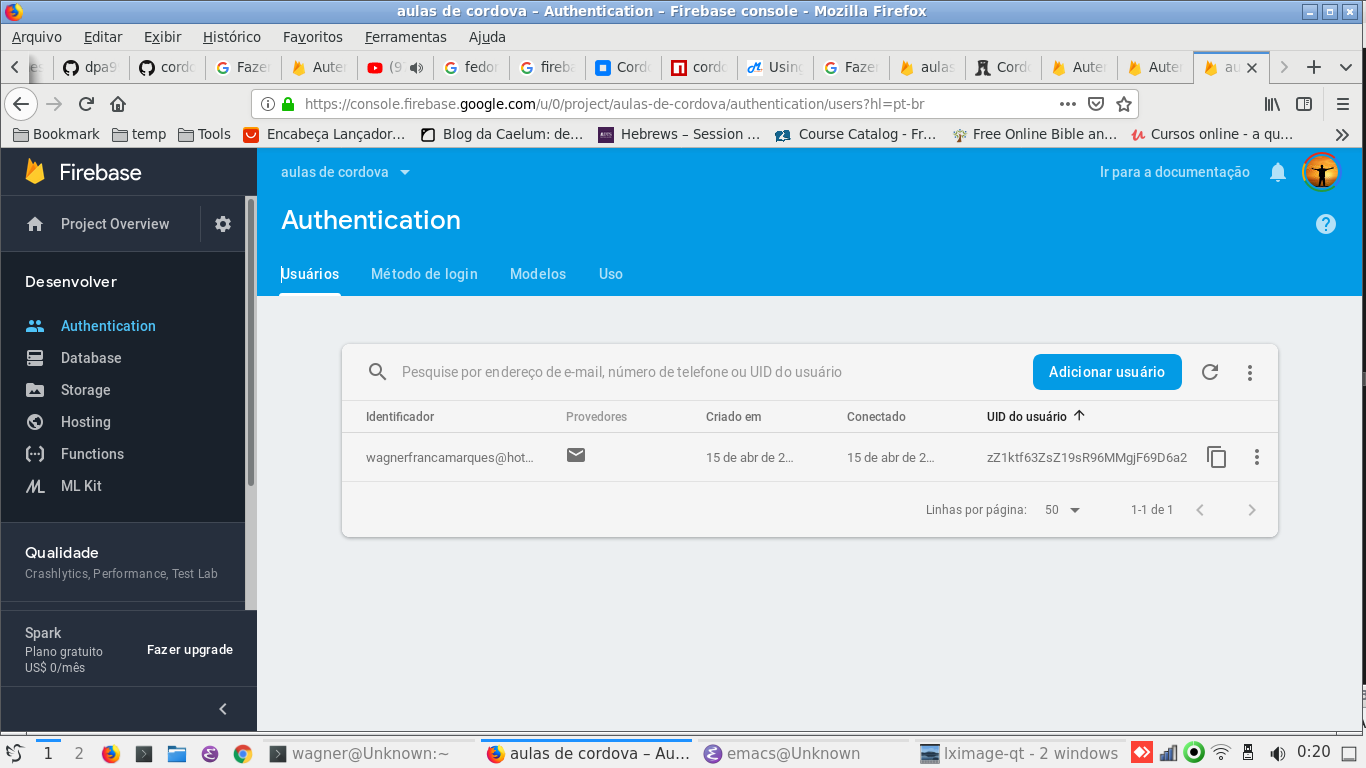 aulas de cordova – Authentication – Firebase console - Mozilla Firefox
Arquivo Editar Exibir Histórico Favoritos Ferramentas Ajuda
dpa9 cordo Fazer Auten (9 fedor fireba Cordo cordo Using Fazer aulas Cordo Auten Auten au
https://console.firebase.google.com/u/0/project/aulas-de-cordova/authentication/users?hl=pt-br
Bookmark temp Tools Encabeça Lançador… Blog da Caelum: de… Hebrews – Session … Course Catalog - Fr… Free Online Bible an… Cursos online - a qu…
Firebase
aulas de cordova
Ir para a documentação
Project Overview
Authentication
Usuários Método de login Modelos Uso
Desenvolver
Authentication
Database
Storage
Hosting
Functions
ML Kit
Qualidade
Crashlytics, Performance, Test Lab
Spark
Plano gratuito
US$ 0/mês
Fazer upgrade
Pesquise por endereço de e-mail, número de telefone ou UID do usuário
Adicionar usuário
Identificador Provedores Criado em Conectado UID do usuário
wagnerfrancamarques@hot… 15 de abr de 2… 15 de abr de 2… zZ1ktf63ZsZ19sR96MMgjF69D6a2
Linhas por página: 50 1-1 de 1
1 2 wagner@Unknown:~ aulas de cordova – Au… emacs@Unknown lximage-qt - 2 windows 0:20